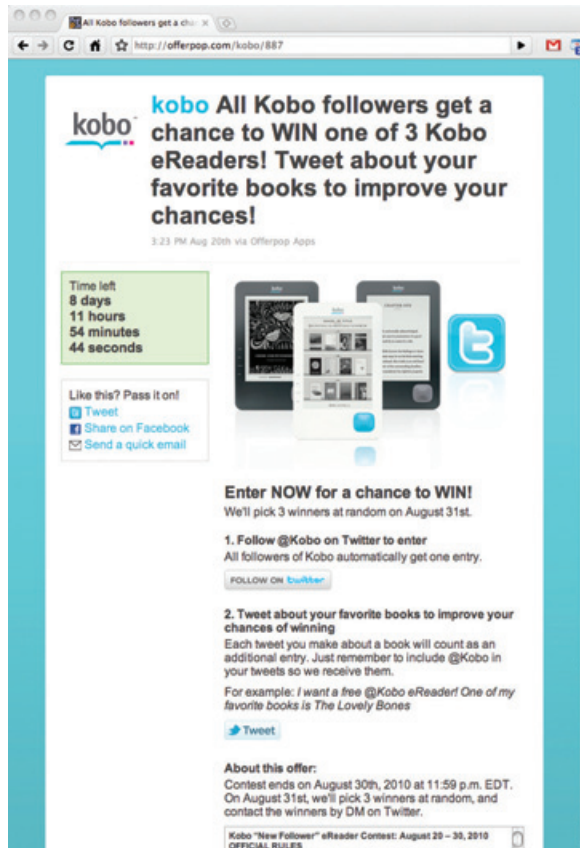 All Kobo followers get a cha
http://offerpop.com/kobo/887
kobo
kobo All Kobo followers get a
chance to WIN one of 3 Kobo
eReaders! Tweet about your
favorite books to improve your
chances!
3:23 PM Aug 20th via Offerpop Apps
Time left
8 days
11 hours
54 minutes
44 seconds
Like this? Pass it on!
Tweet
Share on Facebook
Send a quick email
Enter NOW for a chance to WIN!
We'll pick 3 winners at random on August 31st.
1. Follow @Kobo on Twitter to enter
All followers of Kobo automatically get one entry.
FOLLOW ON twitter
2. Tweet about your favorite books to improve your
chances of winning
Each tweet you make about a book will count as an
additional entry. Just remember to include @Kobo in
your tweets so we receive them.
For example: I want a free @Kobo eReader! One of my
favorite books is The Lovely Bones
Tweet
About this offer:
Contest ends on August 30th, 2010 at 11:59 p.m. EDT.
On August 31st, we'll pick 3 winners at random, and
contact the winners by DM on Twitter.
Kobo "New Follower" eReader Contest: August 20 – 30, 2010
OFFICIAL RULES